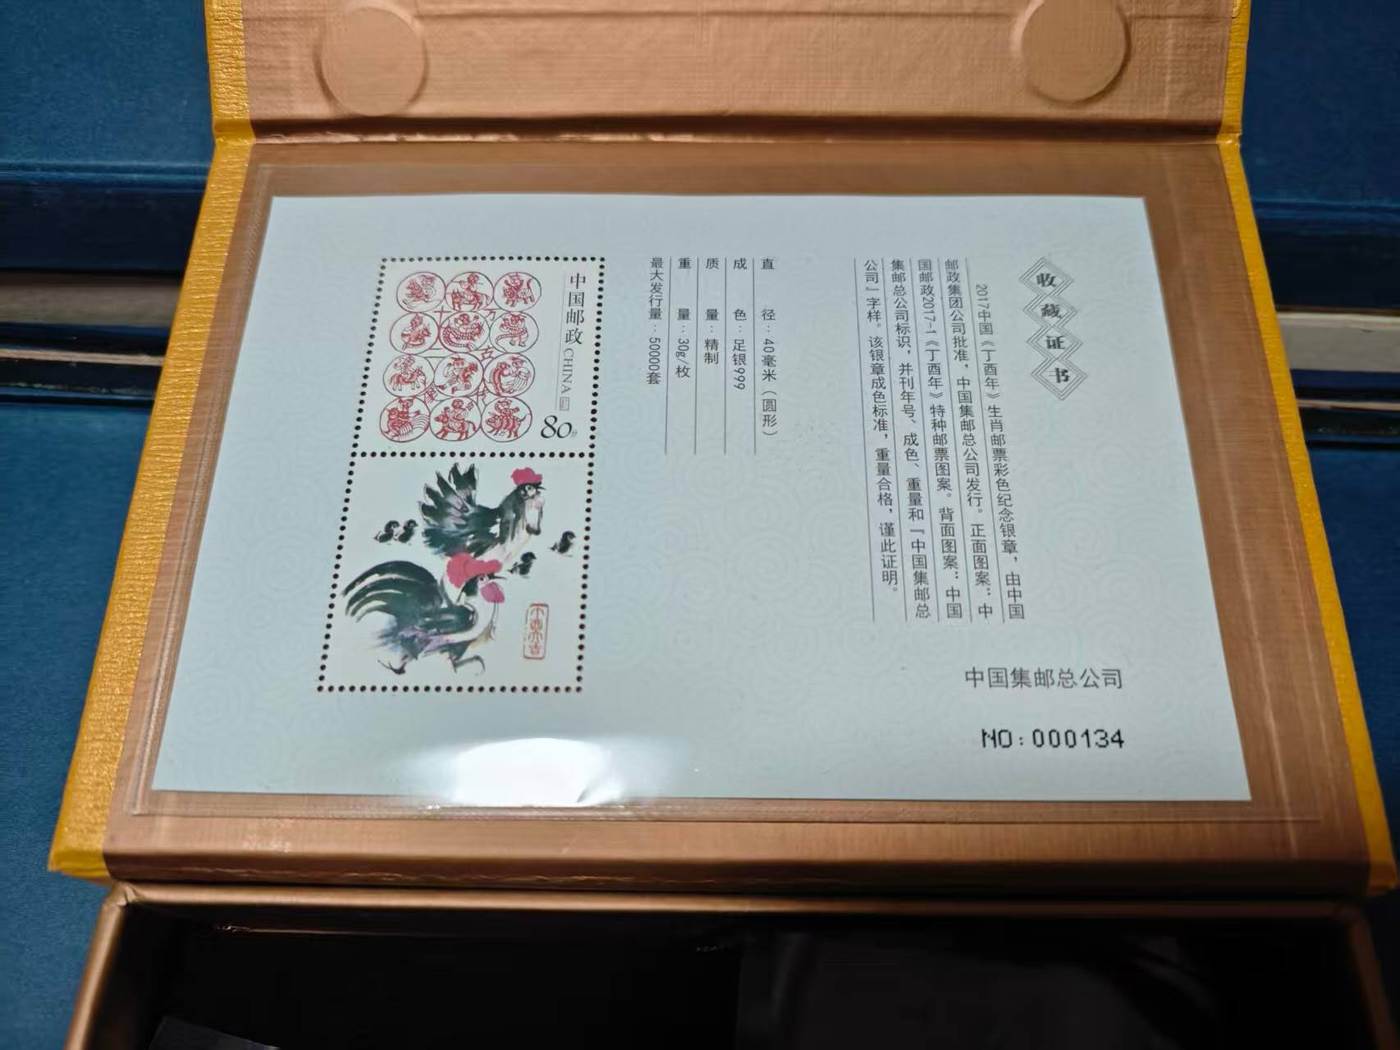 收藏证书
2017中国《丁酉年》生肖邮票彩色纪念银章，由中国
邮政集团公司批准，中国集邮总公司发行。正面图案：中
国邮政2017-1《丁酉年》特种邮票图案。背面图案：中国
集邮总公司标识，并刊年号、成色、重量和『中国集邮总
公司』字样。该银章成色标准，重量合格，谨此证明。
直径：40毫米（圆形）
成色：足银999
质量：精制
重量：30g/枚
最大发行量：50000套
中国集邮总公司
NO:000134
中国邮政 CHINA
80分